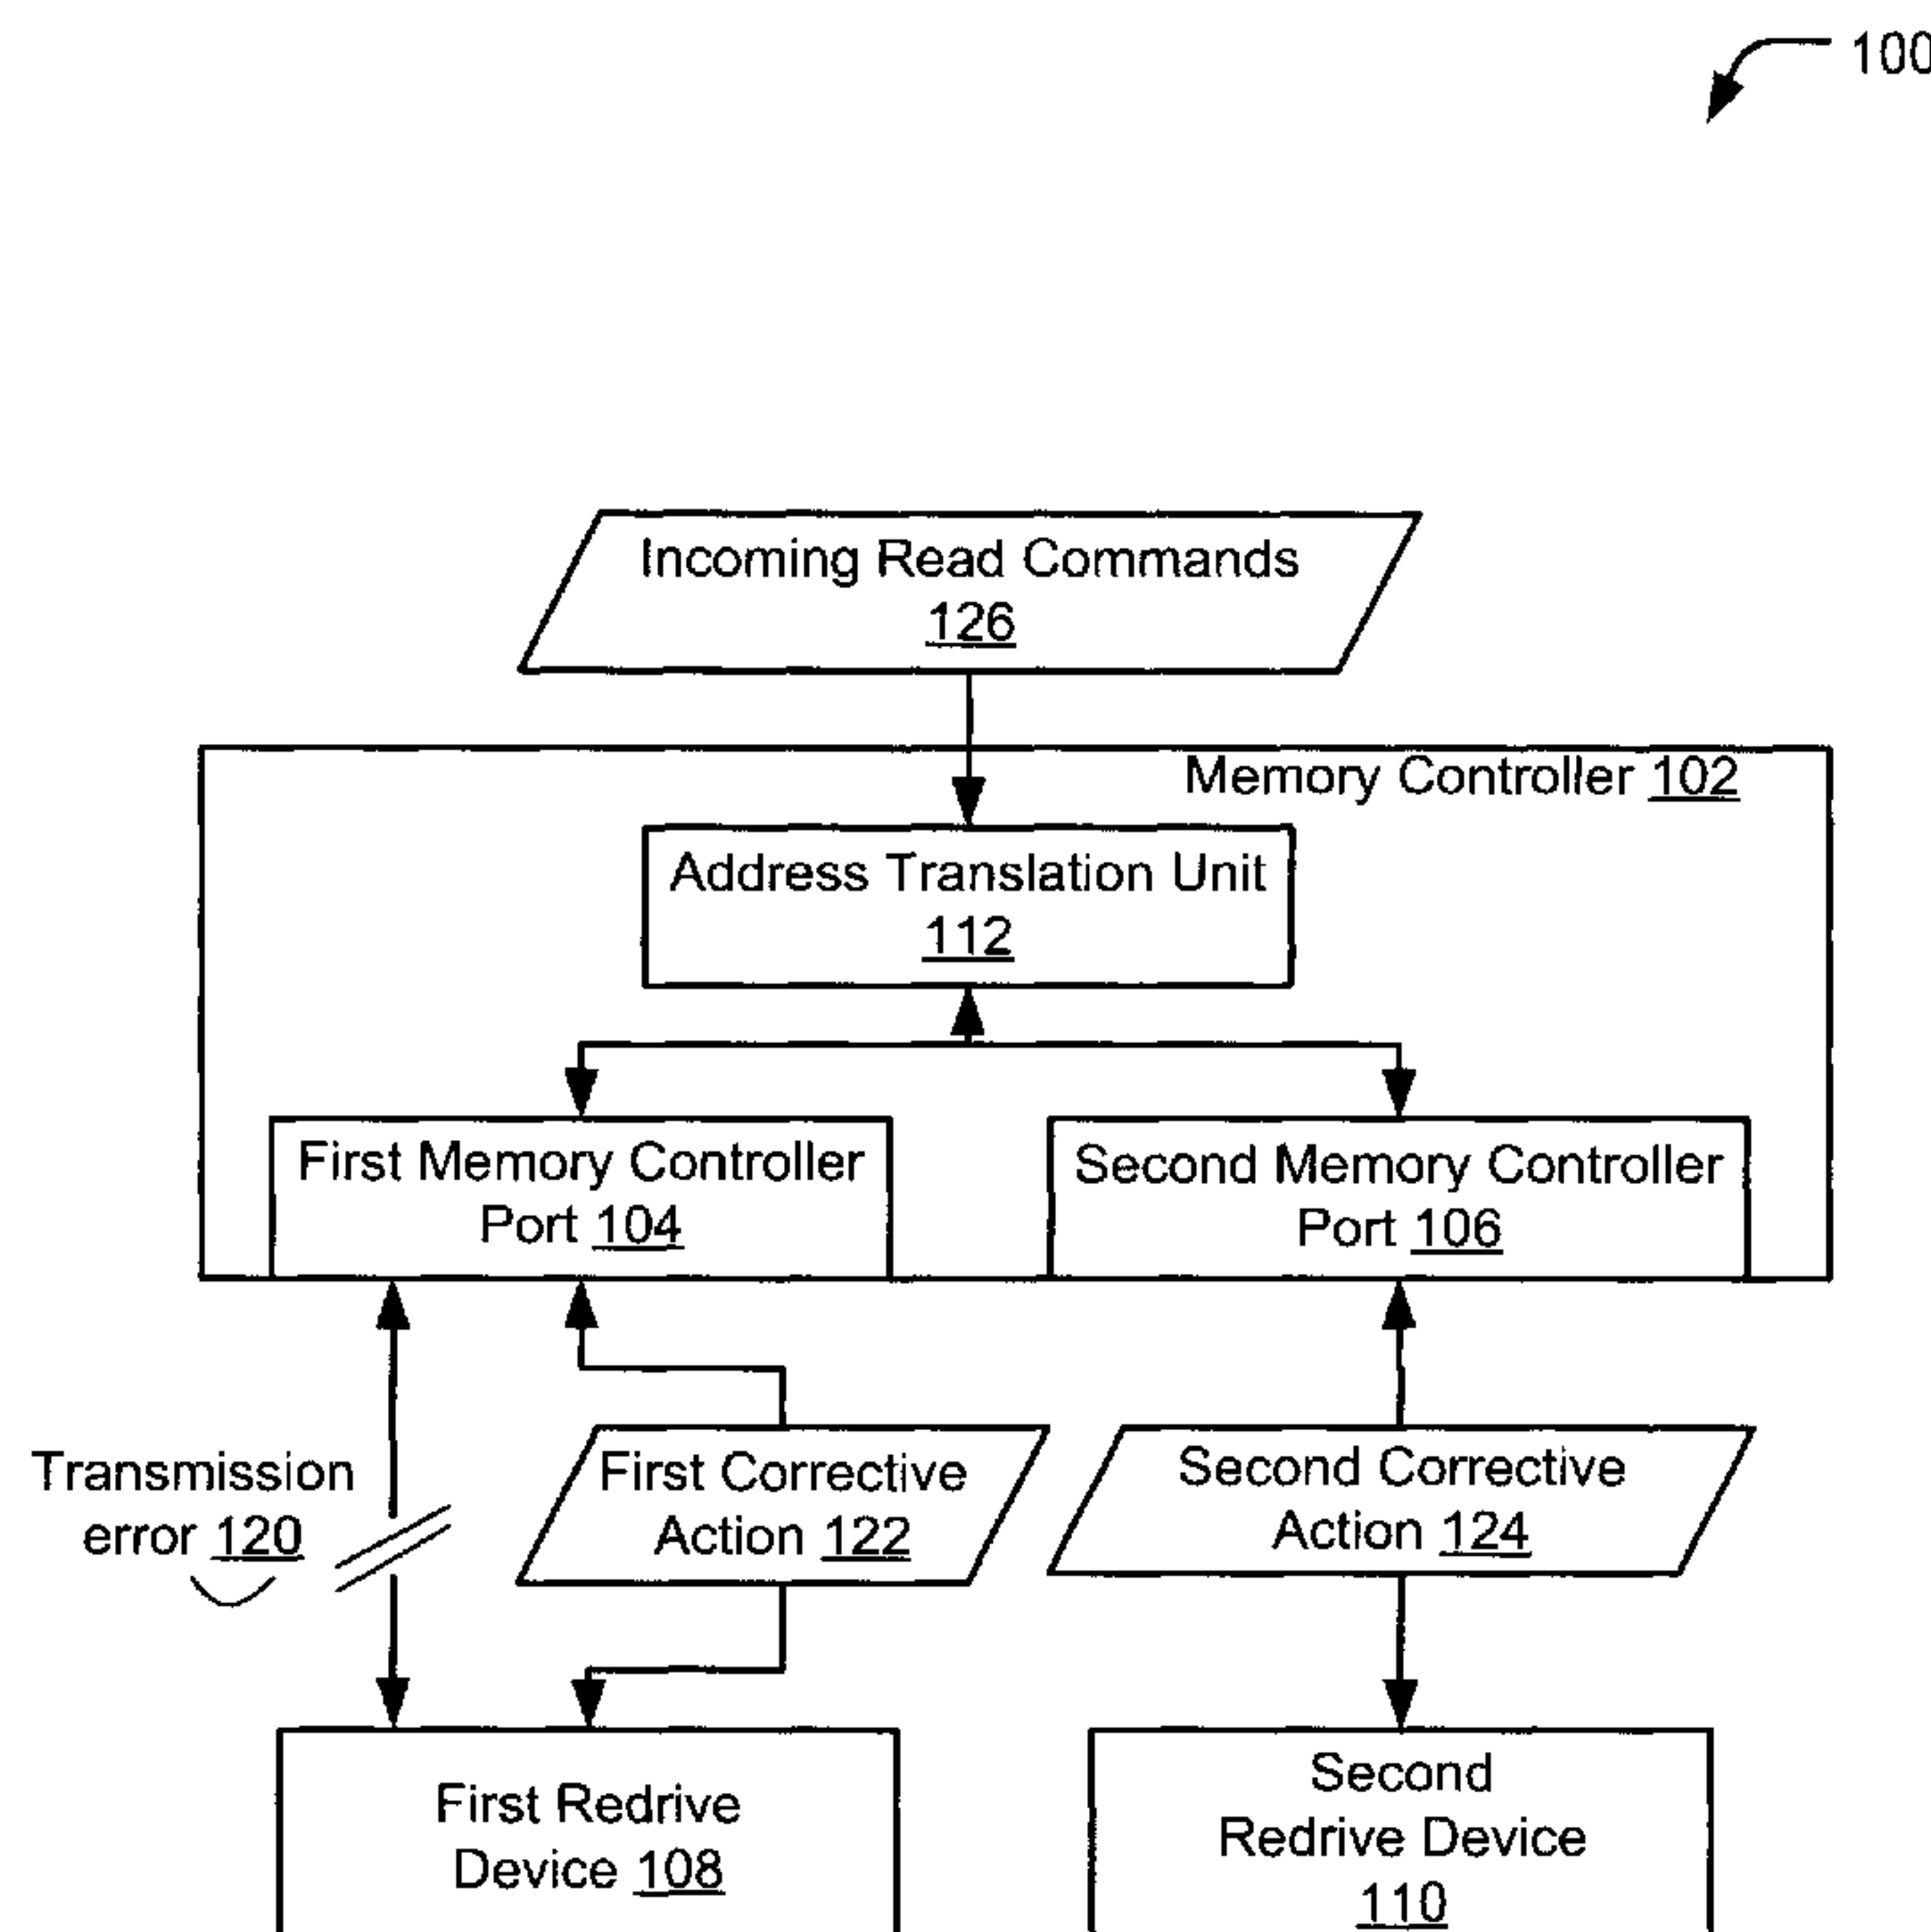 100
Incoming Read Commands
126
Memory Controller 102
Address Translation Unit
112
First Memory Controller
Port 104
Second Memory Controller
Port 106
Transmission
error 120
First Corrective
Action 122
Second Corrective
Action 124
First Redrive
Device 108
Second
Redrive Device
110